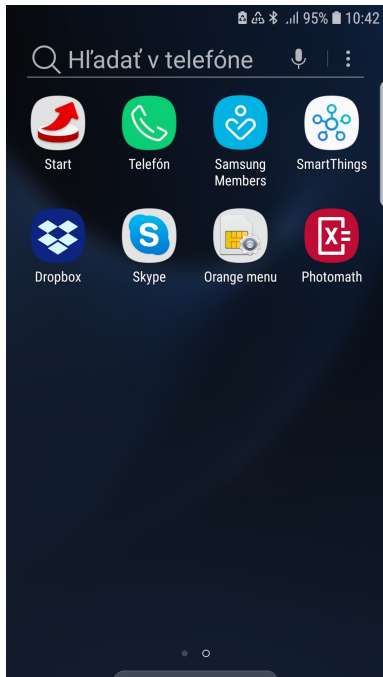 95% 10:42
Hľadať v telefóne
Start Telefón Samsung Members SmartThings
Dropbox Skype Orange menu Photomath